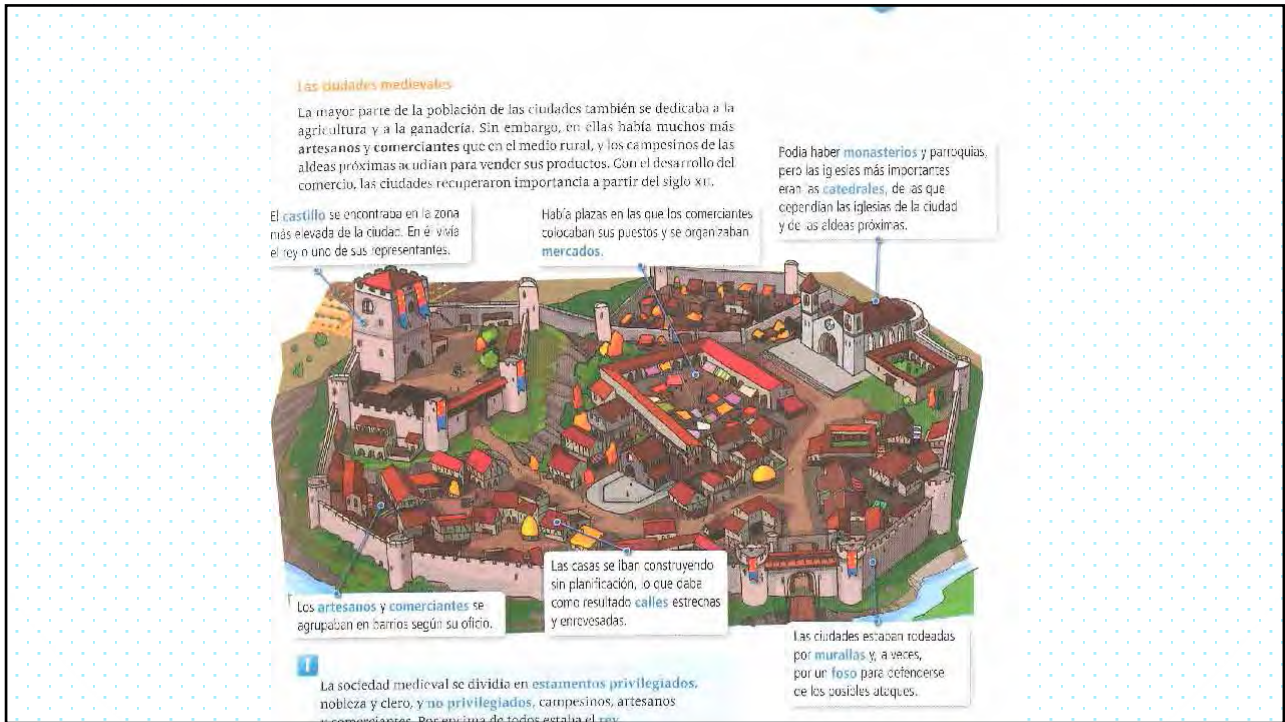 Las ciudades medievales
La mayor parte de la población de las ciudades también se dedicaba a la
agricultura y a la ganadería. Sin embargo, en ellas había muchos más
artesanos y comerciantes que en el medio rural, y los campesinos de las
aldeas próximas acudían para vender sus productos. Con el desarrollo del
comercio, las ciudades recuperaron importancia a partir del siglo XII.
El castillo se encontraba en la zona
más elevada de la ciudad. En él vivía
el rey o uno de sus representantes.
Había plazas en las que los comerciantes
colocaban sus puestos y se organizaban
mercados.
Podía haber monasterios y parroquias,
pero las iglesias más importantes
eran las catedrales, de las que
dependían las iglesias de la ciudad
y de las aldeas próximas.
Los artesanos y comerciantes se
agrupaban en barrios según su oficio.
Las casas se iban construyendo
sin planificación, lo que daba
como resultado calles estrechas
y enrevesadas.
Las ciudades estaban rodeadas
por murallas y, a veces,
por un foso para defenderse
de los posibles ataques.
La sociedad medieval se dividía en estamentos privilegiados,
nobleza y clero, y no privilegiados, campesinos, artesanos
y comerciantes. Por encima de todos estaba el rey.